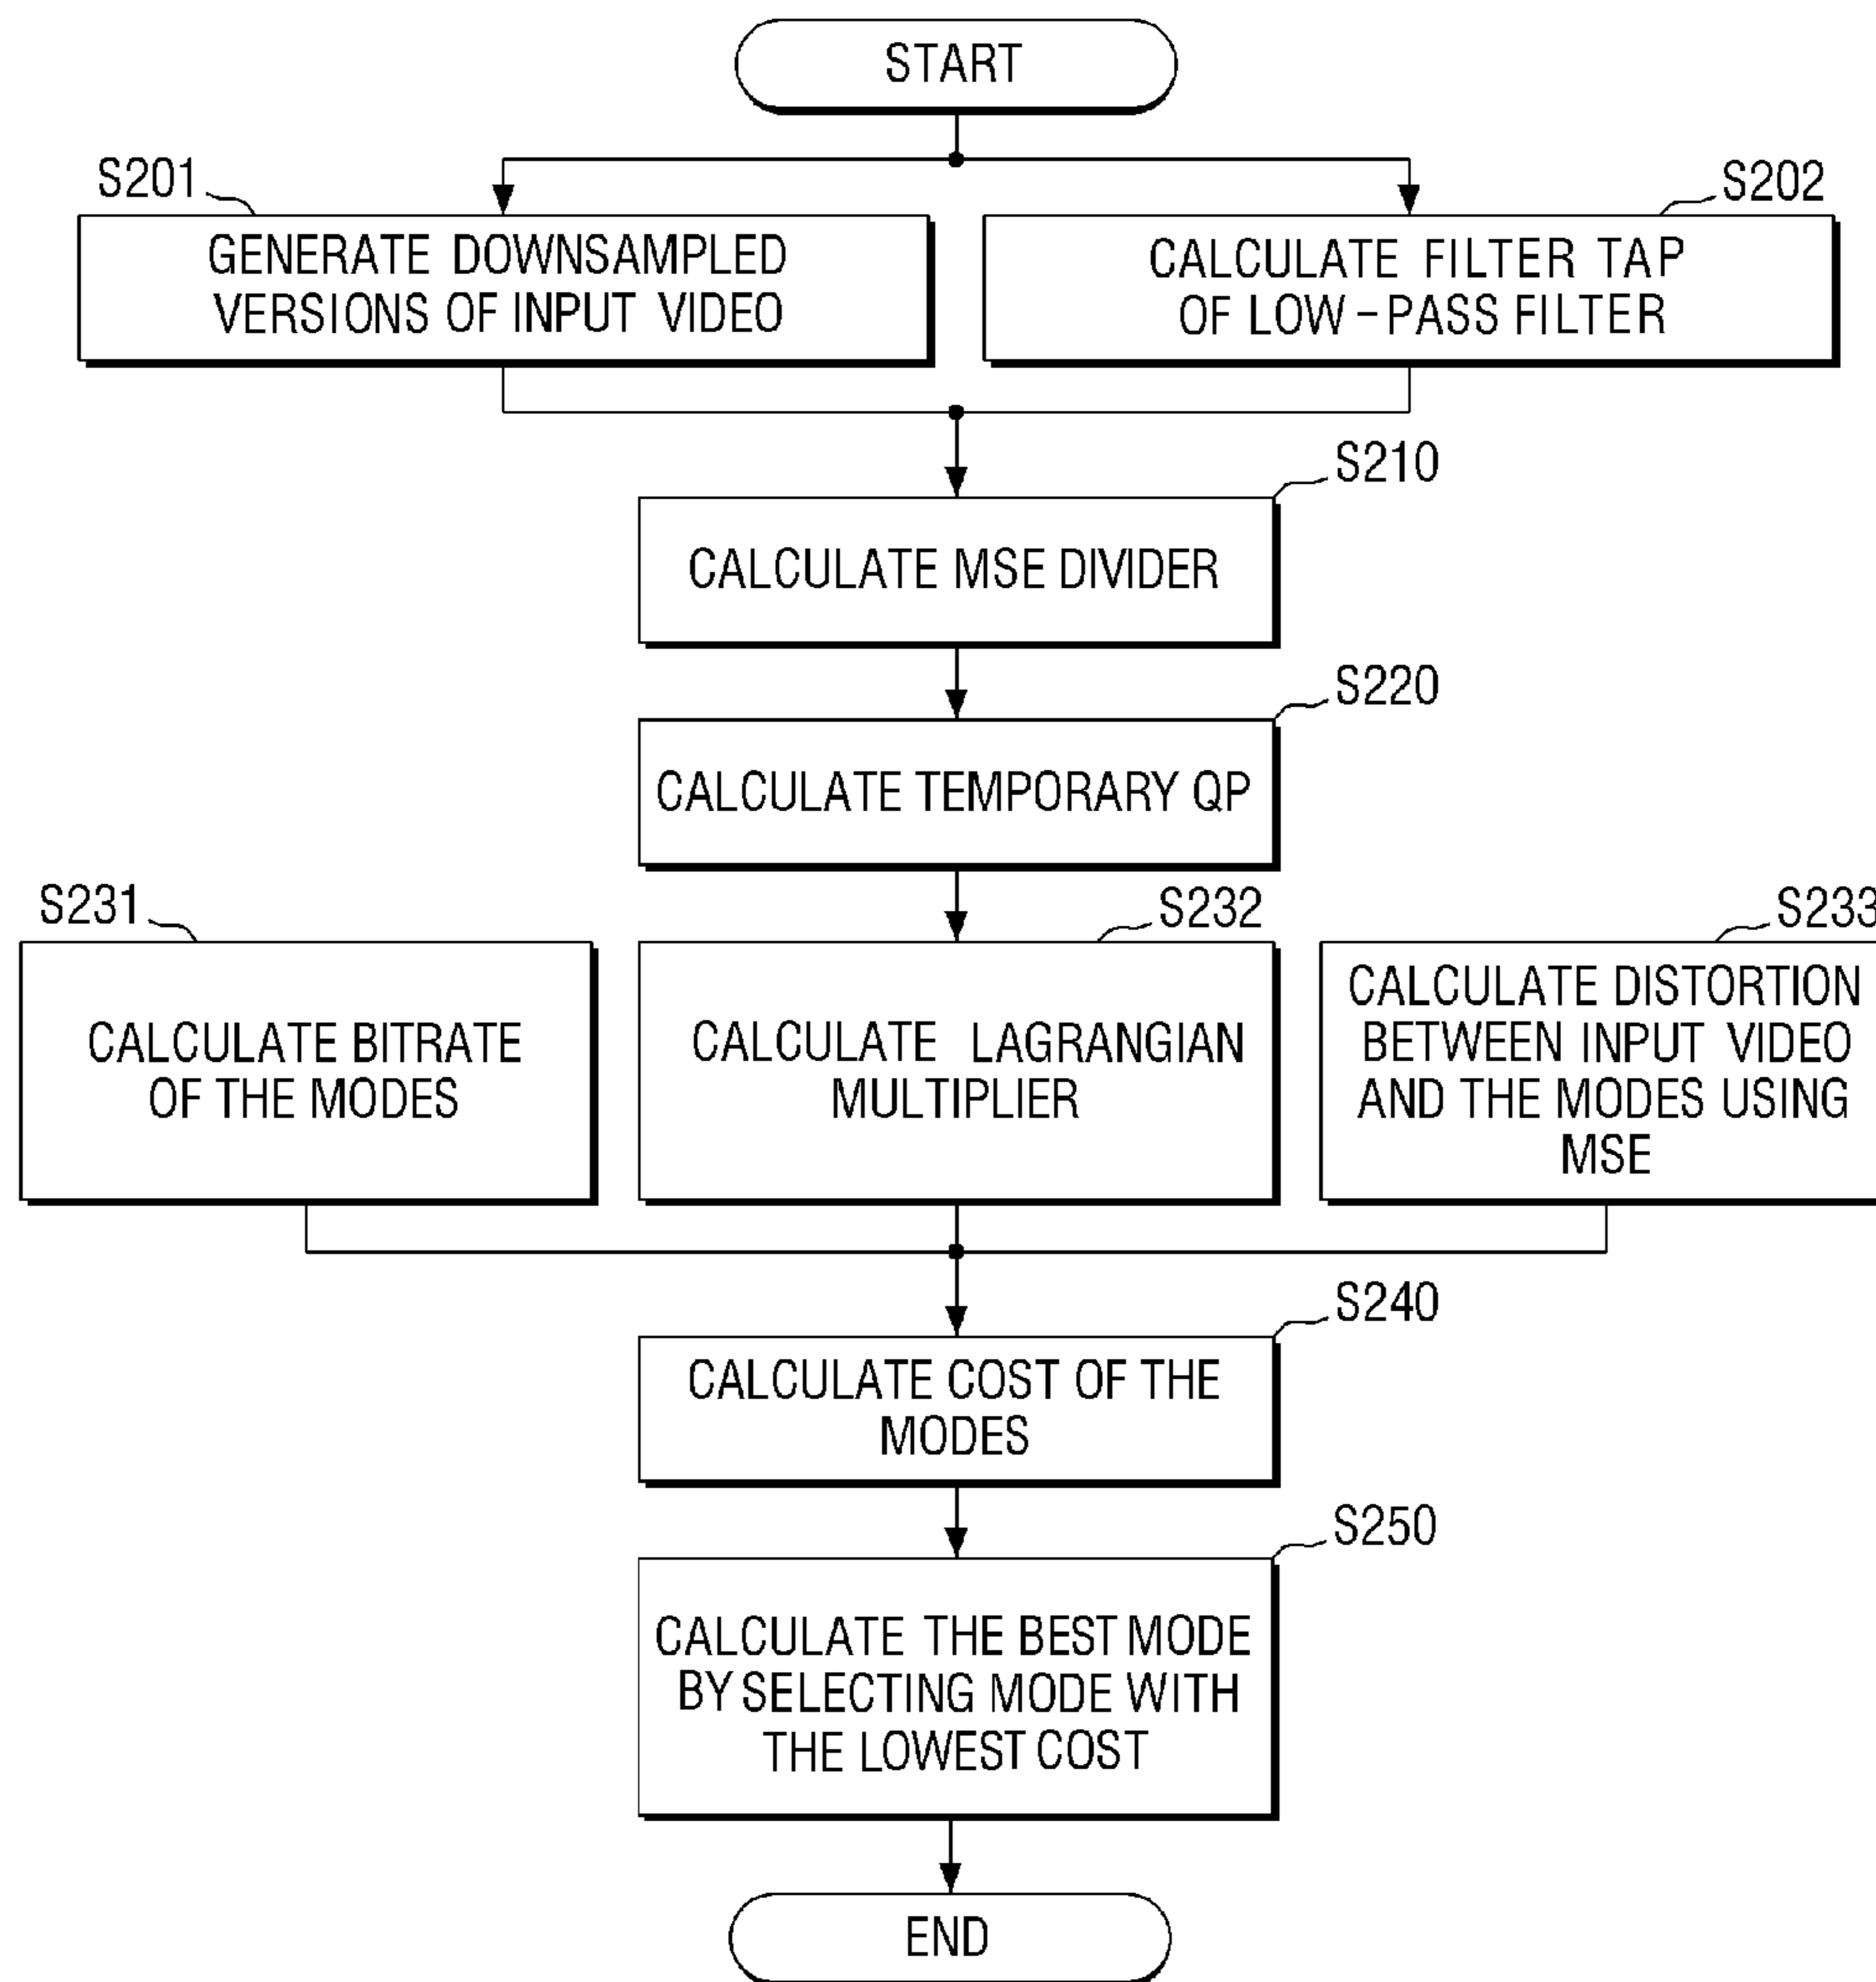 START
S201
S202
GENERATE DOWNSAMPLED
VERSIONS OF INPUT VIDEO
CALCULATE FILTER TAP
OF LOW-PASS FILTER
S210
CALCULATE MSE DIVIDER
S220
CALCULATE TEMPORARY QP
S231
S232
S233
CALCULATE BITRATE
OF THE MODES
CALCULATE LAGRANGIAN
MULTIPLIER
CALCULATE DISTORTION
BETWEEN INPUT VIDEO
AND THE MODES USING
MSE
S240
CALCULATE COST OF THE
MODES
S250
CALCULATE THE BEST MODE
BY SELECTING MODE WITH
THE LOWEST COST
END